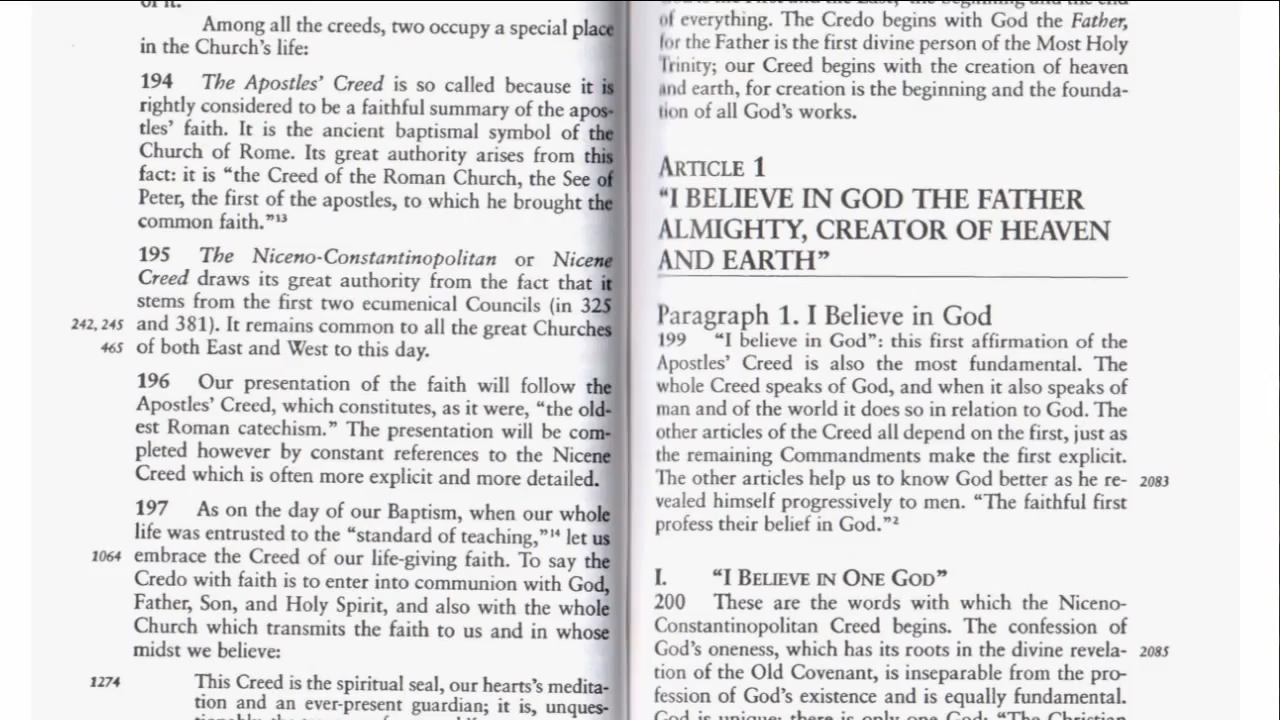 of it.
Among all the creeds, two occupy a special place
in the Church's life:
194 The Apostles' Creed is so called because it is
rightly considered to be a faithful summary of the apos-
tles' faith. It is the ancient baptismal symbol of the
Church of Rome. Its great authority arises from this
fact: it is "the Creed of the Roman Church, the See of
Peter, the first of the apostles, to which he brought the
common faith."13
195 The Niceno-Constantinopolitan or Nicene
Creed draws its great authority from the fact that it
stems from the first two ecumenical Councils (in 325
242, 245 and 381). It remains common to all the great Churches
465 of both East and West to this day.
196 Our presentation of the faith will follow the
Apostles' Creed, which constitutes, as it were, "the old-
est Roman catechism." The presentation will be com-
pleted however by constant references to the Nicene
Creed which is often more explicit and more detailed.
197 As on the day of our Baptism, when our whole
life was entrusted to the "standard of teaching,"14 let us
1064 embrace the Creed of our life-giving faith. To say the
Credo with faith is to enter into communion with God,
Father, Son, and Holy Spirit, and also with the whole
Church which transmits the faith to us and in whose
midst we believe:
1274 This Creed is the spiritual seal, our hearts's medita-
tion and an ever-present guardian; it is, unques-
of everything. The Credo begins with God the Father,
for the Father is the first divine person of the Most Holy
Trinity; our Creed begins with the creation of heaven
and earth, for creation is the beginning and the founda-
tion of all God's works.
ARTICLE 1
"I BELIEVE IN GOD THE FATHER
ALMIGHTY, CREATOR OF HEAVEN
AND EARTH"
Paragraph 1. I Believe in God
199 "I believe in God": this first affirmation of the
Apostles' Creed is also the most fundamental. The
whole Creed speaks of God, and when it also speaks of
man and of the world it does so in relation to God. The
other articles of the Creed all depend on the first, just as
the remaining Commandments make the first explicit.
The other articles help us to know God better as he re- 2083
vealed himself progressively to men. "The faithful first
profess their belief in God."2
I. "I BELIEVE IN ONE GOD"
200 These are the words with which the Niceno-
Constantinopolitan Creed begins. The confession of
God's oneness, which has its roots in the divine revela- 2085
tion of the Old Covenant, is inseparable from the pro-
fession of God's existence and is equally fundamental.
God is unique; there is only one God: "The Christian